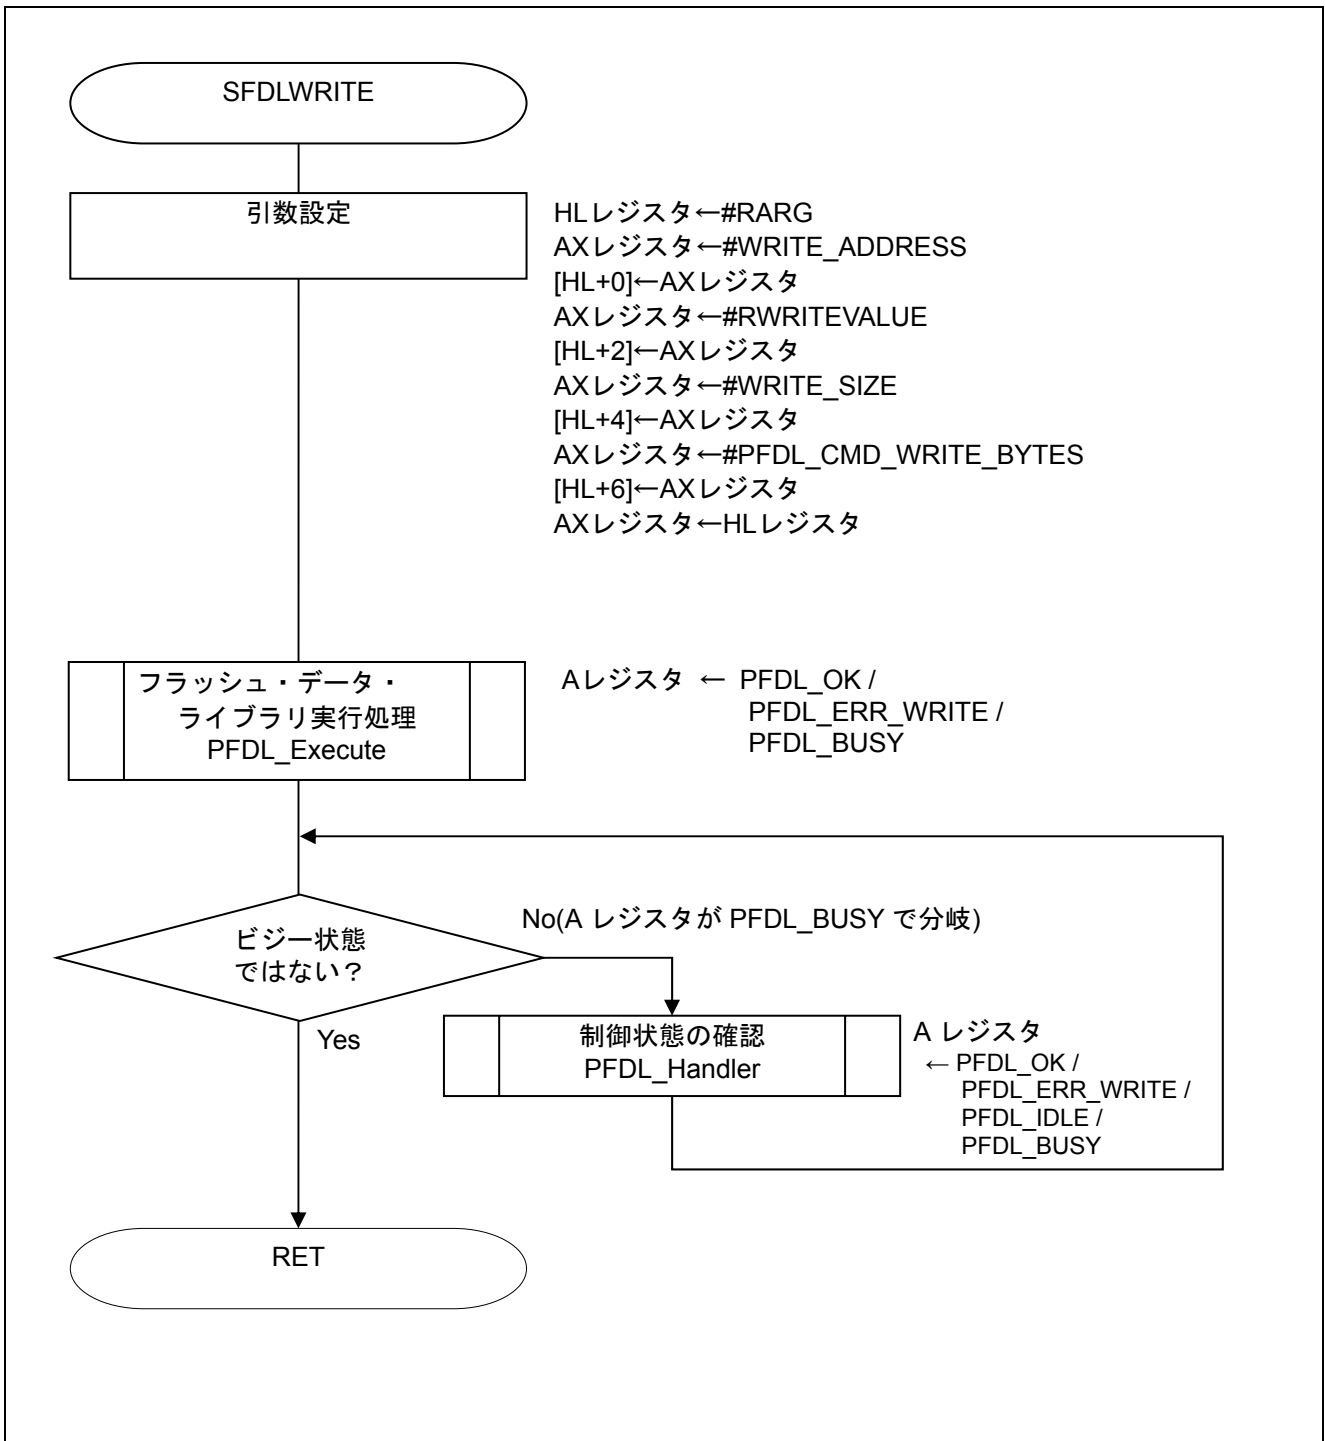 SFDLWRITE
引数設定
HLレジスタ←#RARG
AXレジスタ←#WRITE_ADDRESS
[HL+0]←AXレジスタ
AXレジスタ←#RWRITEVALUE
[HL+2]←AXレジスタ
AXレジスタ←#WRITE_SIZE
[HL+4]←AXレジスタ
AXレジスタ←#PFDL_CMD_WRITE_BYTES
[HL+6]←AXレジスタ
AXレジスタ←HLレジスタ
フラッシュ・データ・
ライブラリ実行処理
PFDL_Execute
Aレジスタ ← PFDL_OK /
PFDL_ERR_WRITE /
PFDL_BUSY
ビジー状態
ではない？
No(A レジスタが PFDL_BUSY で分岐)
Yes
制御状態の確認
PFDL_Handler
A レジスタ
← PFDL_OK /
PFDL_ERR_WRITE /
PFDL_IDLE /
PFDL_BUSY
RET